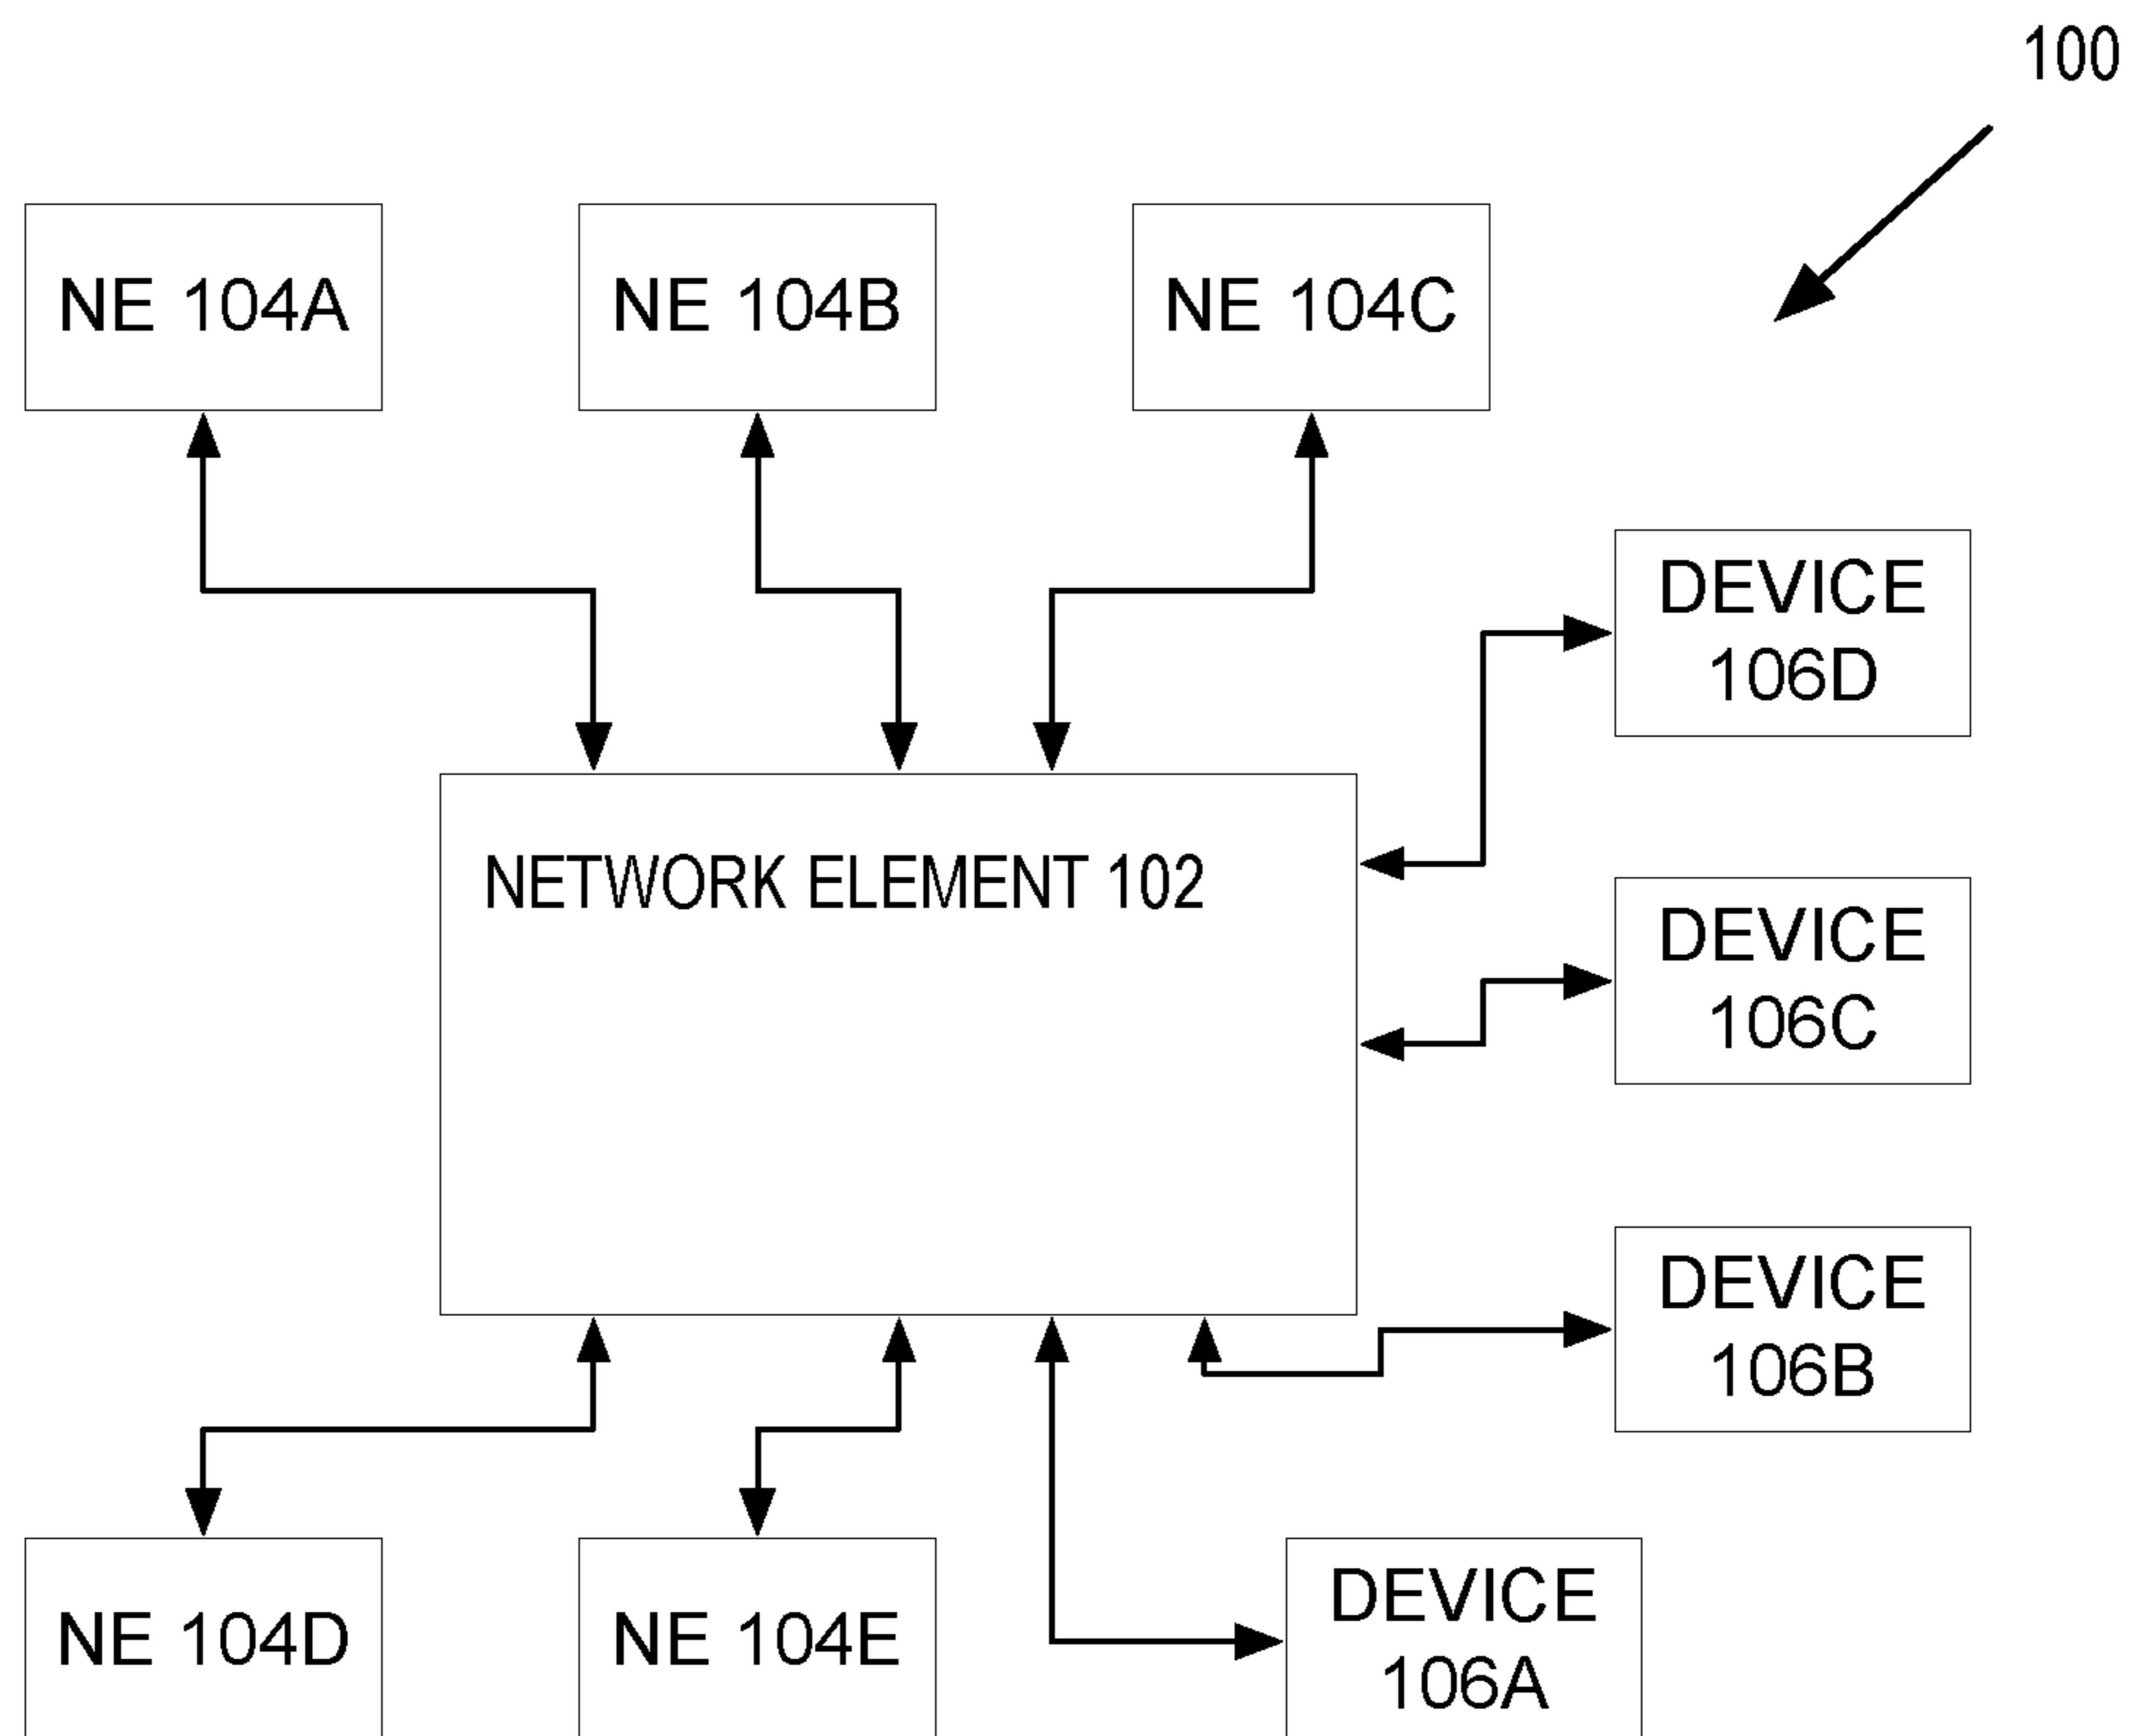 100
NE 104A
NE 104B
NE 104C
DEVICE
106D
NETWORK ELEMENT 102
DEVICE
106C
DEVICE
106B
NE 104D
NE 104E
DEVICE
106A